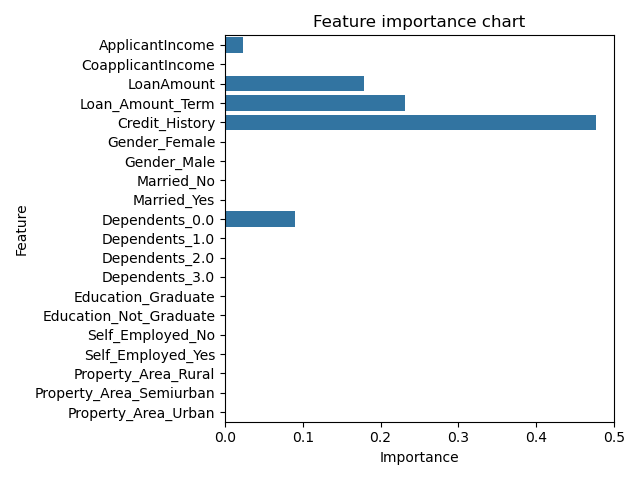 Feature importance chart
ApplicantIncome
CoapplicantIncome
LoanAmount
Loan_Amount_Term
Credit_History
Gender_Female
Gender_Male
Married_No
Married_Yes
Dependents_0.0
Dependents_1.0
Dependents_2.0
Dependents_3.0
Education_Graduate
Education_Not_Graduate
Self_Employed_No
Self_Employed_Yes
Property_Area_Rural
Property_Area_Semiurban
Property_Area_Urban
Feature
0.0 0.1 0.2 0.3 0.4 0.5
Importance